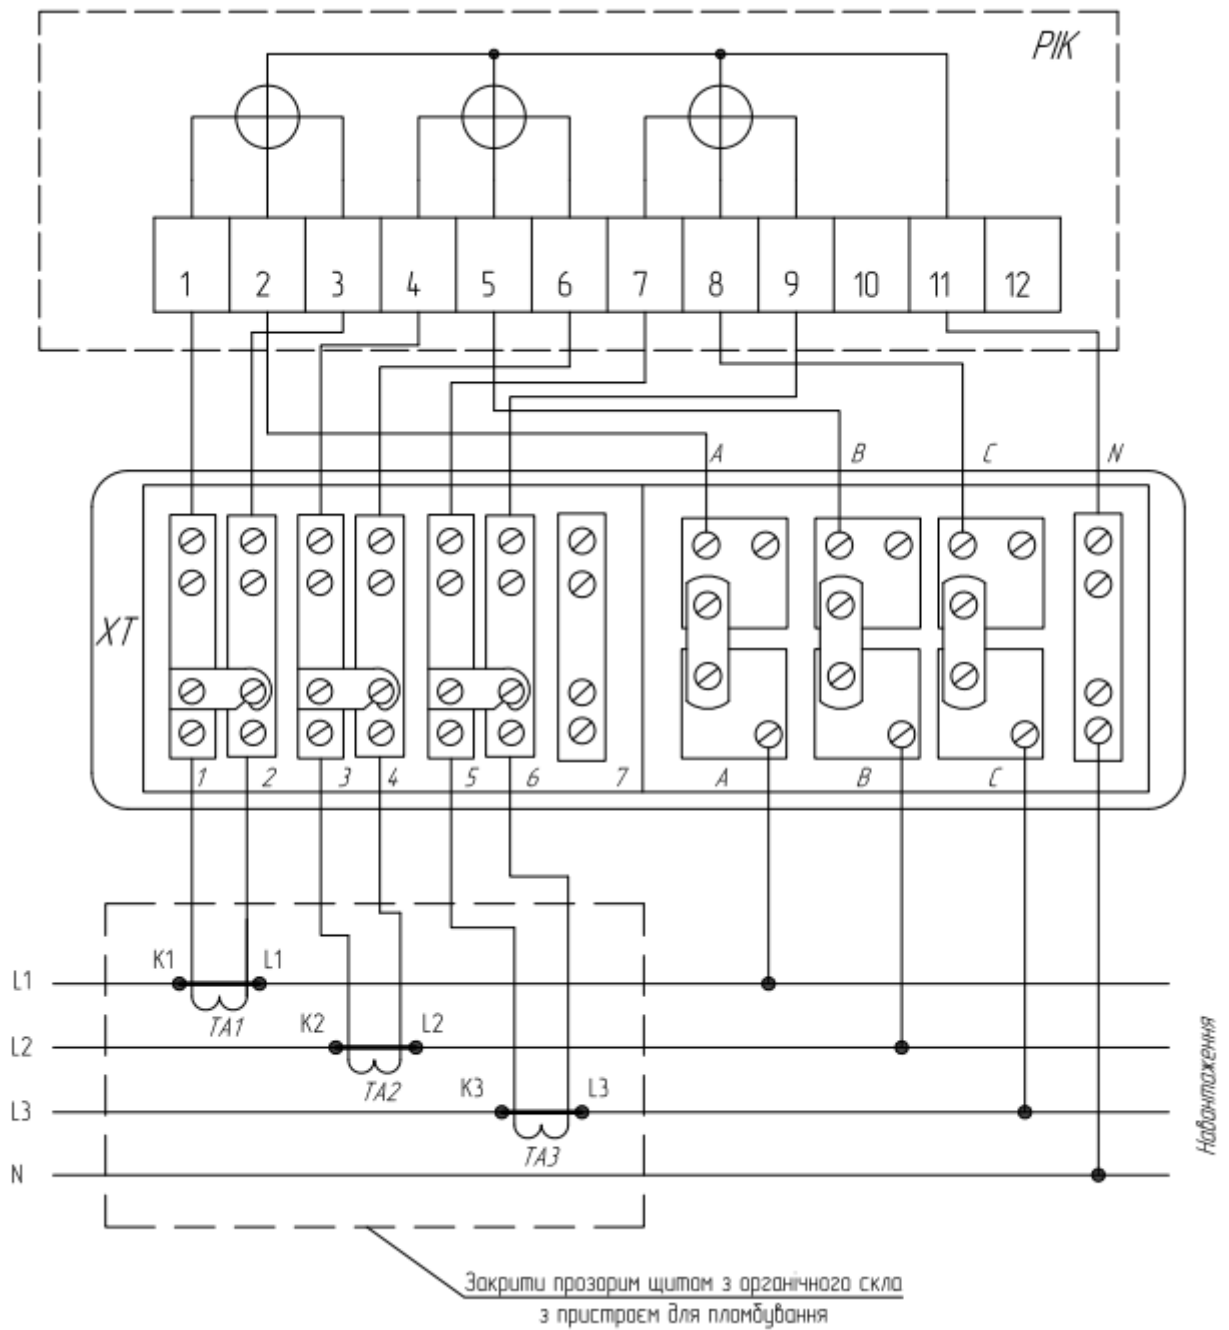 PIK
1 2 3 4 5 6 7 8 9 10 11 12
A B C N
XT
1 2 3 4 5 6 7 A B C
K1 L1
L1
TA1
K2 L2
L2
TA2
K3 L3
L3
TA3
N
Навантаження
Закрити прозарим щитом з органічного скла
з пристроєм для пломбування